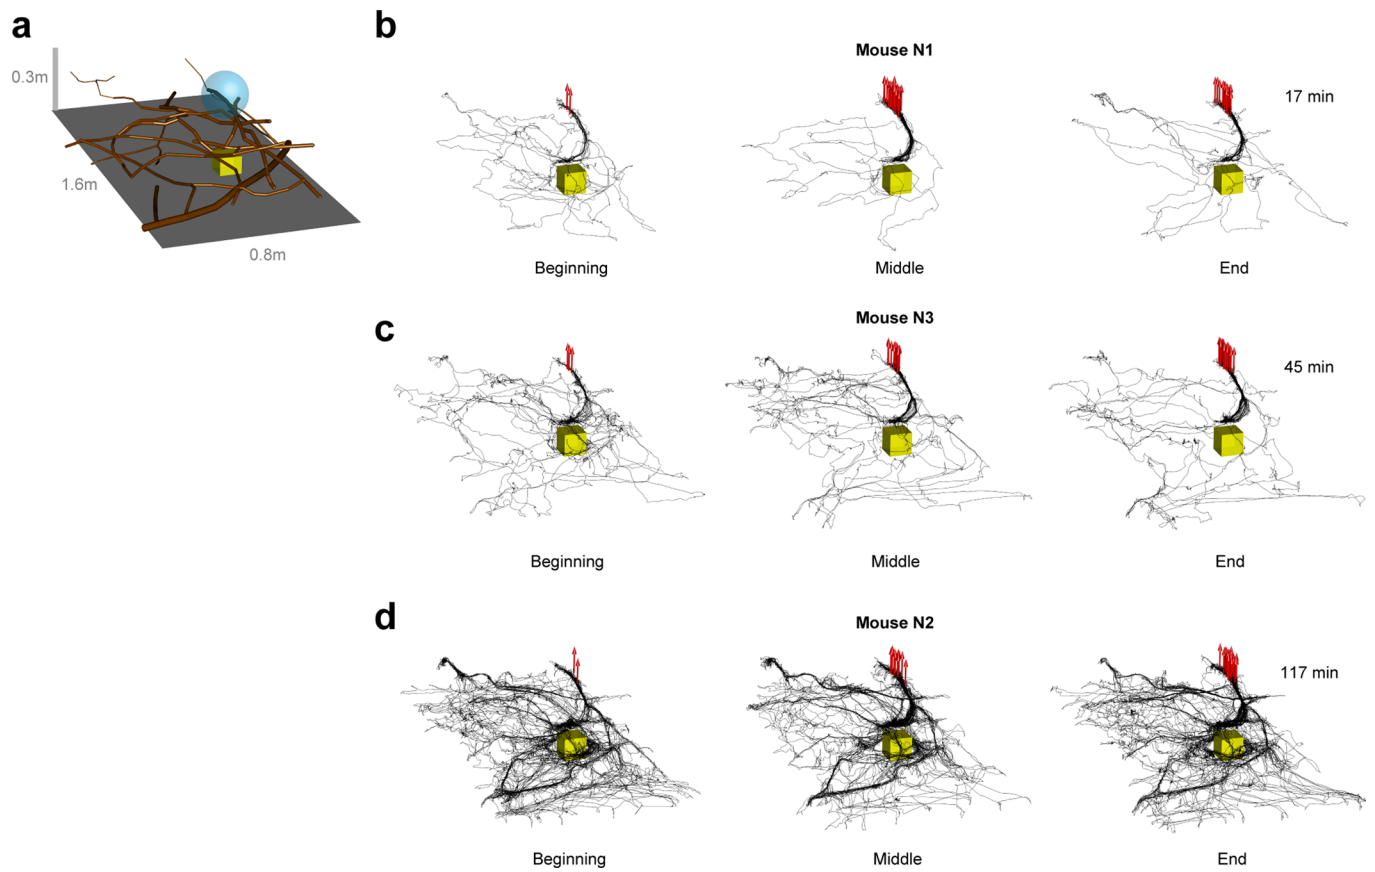 a
0.3m
1.6m
0.8m
b
Mouse N1
17 min
Beginning
Middle
End
c
Mouse N3
45 min
Beginning
Middle
End
d
Mouse N2
117 min
Beginning
Middle
End